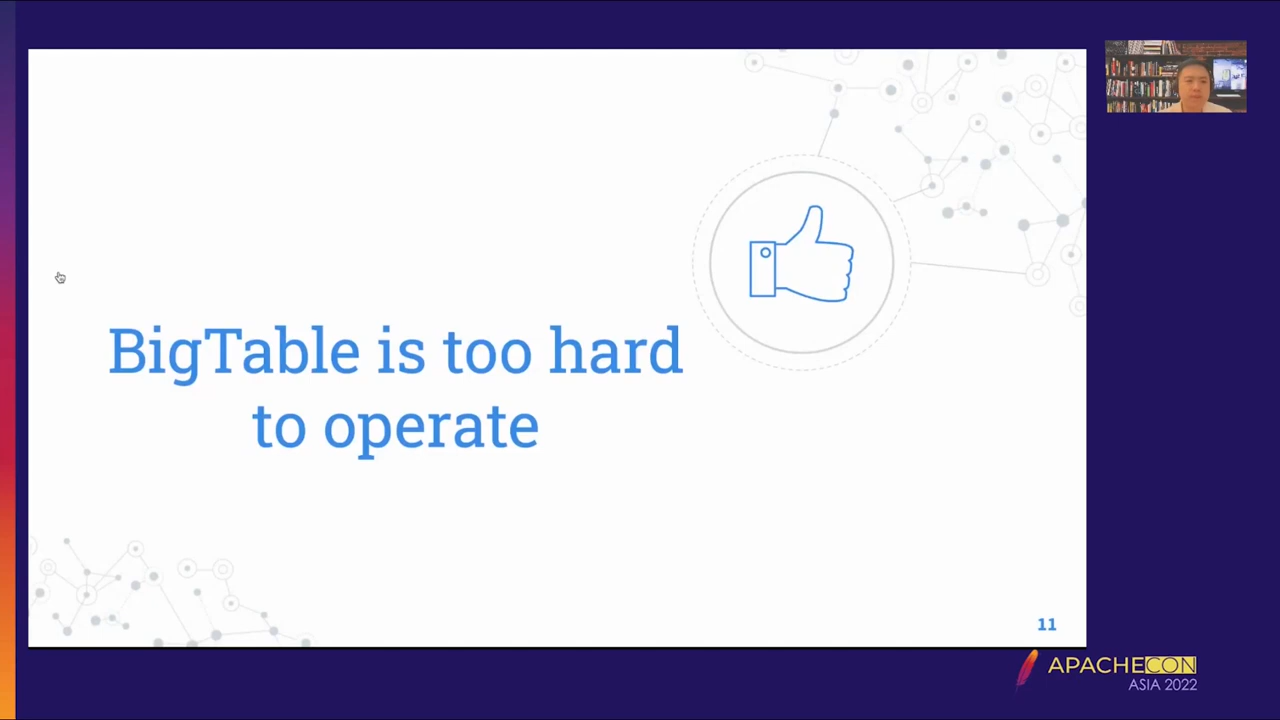 BigTable is too hard
to operate
11
APACHECON
ASIA 2022